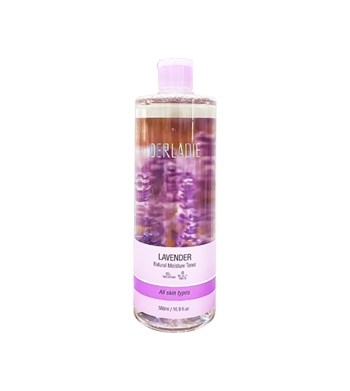 DERLADIE
LAVENDER
Natural Moisture Toner
All skin types
500ml / 16.9 fl.oz